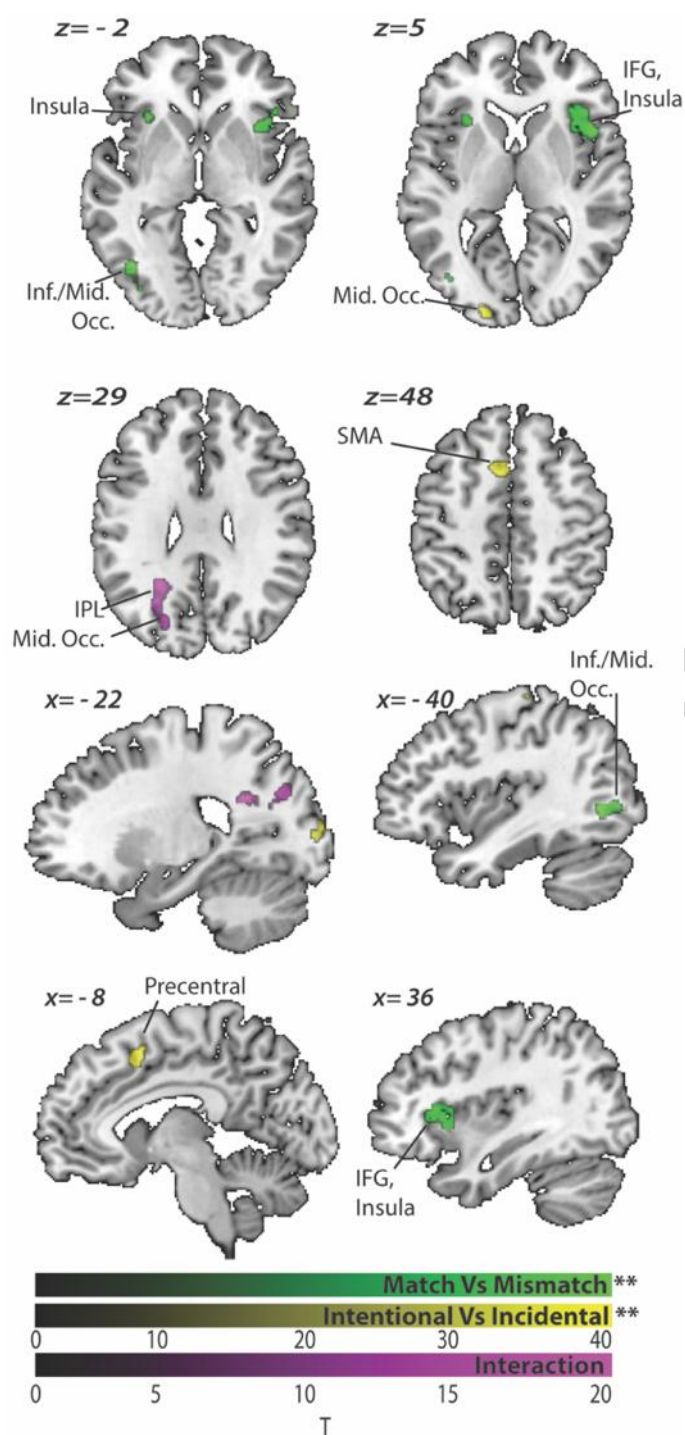 z= - 2
z=5
Insula
IFG,
Insula
Inf./Mid.
Occ.
Mid. Occ.
z=29
z=48
SMA
IPL
Mid. Occ.
Inf./Mid.
Occ.
x= - 22
x= - 40
x= - 8
Precentral
x= 36
IFG,
Insula
Match Vs Mismatch **
Intentional Vs Incidental **
0 10 20 30 40
Interaction
0 5 10 15 20
T